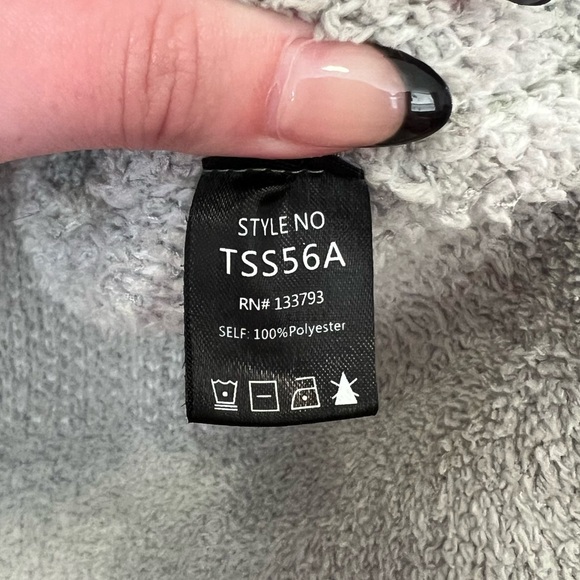 STYLE NO
TSS56A
RN# 133793
SELF: 100%Polyester